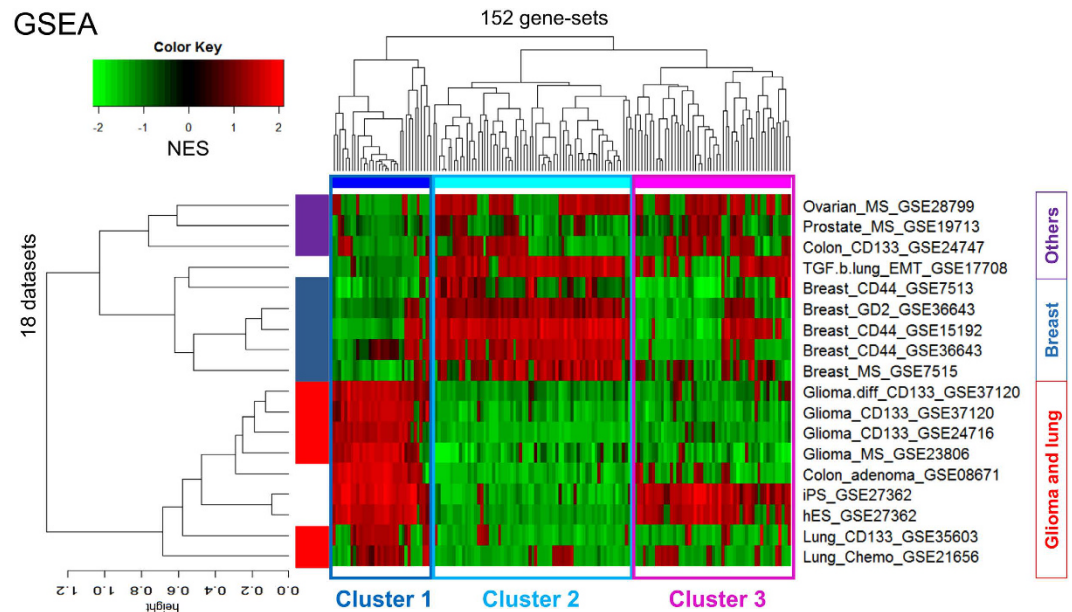 GSEA
152 gene-sets
Color Key
-2 -1 0 1 2
NES
18 datasets
Ovarian_MS_GSE28799
Prostate_MS_GSE19713
Colon_CD133_GSE24747
TGF.b.lung_EMT_GSE17708
Breast_CD44_GSE7513
Breast_GD2_GSE36643
Breast_CD44_GSE15192
Breast_CD44_GSE36643
Breast_MS_GSE7515
Glioma.diff_CD133_GSE37120
Glioma_CD133_GSE37120
Glioma_CD133_GSE24716
Glioma_MS_GSE23806
Colon_adenoma_GSE08671
iPS_GSE27362
hES_GSE27362
Lung_CD133_GSE35603
Lung_Chemo_GSE21656
Others
Breast
Glioma and lung
1.2 1.0 0.8 0.6 0.4 0.2 0.0
height
Cluster 1 Cluster 2 Cluster 3